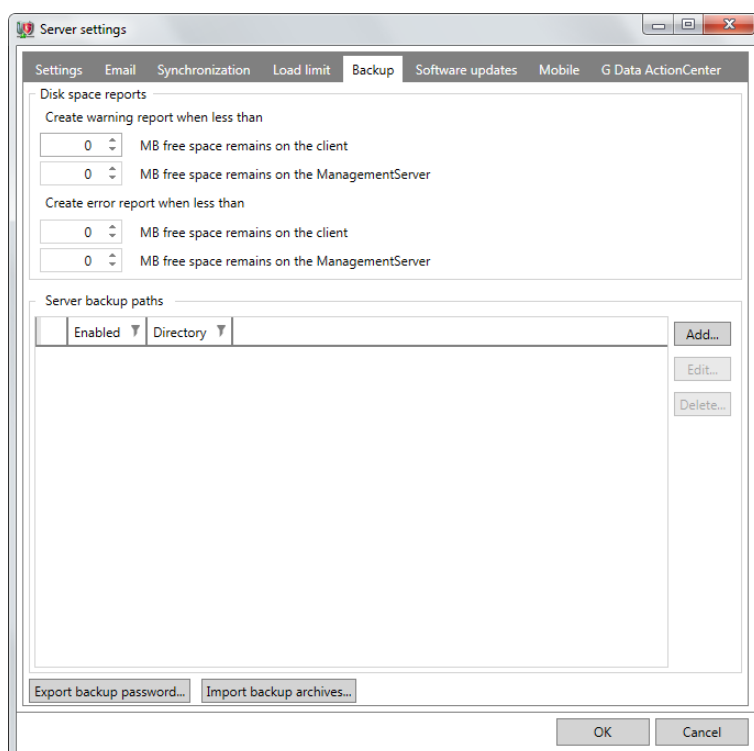 Server settings
Settings Email Synchronization Load limit Backup Software updates Mobile G Data ActionCenter
Disk space reports
Create warning report when less than
0 MB free space remains on the client
0 MB free space remains on the ManagementServer
Create error report when less than
0 MB free space remains on the client
0 MB free space remains on the ManagementServer
Server backup paths
Enabled Directory
Add...
Edit...
Delete...
Export backup password... Import backup archives...
OK Cancel